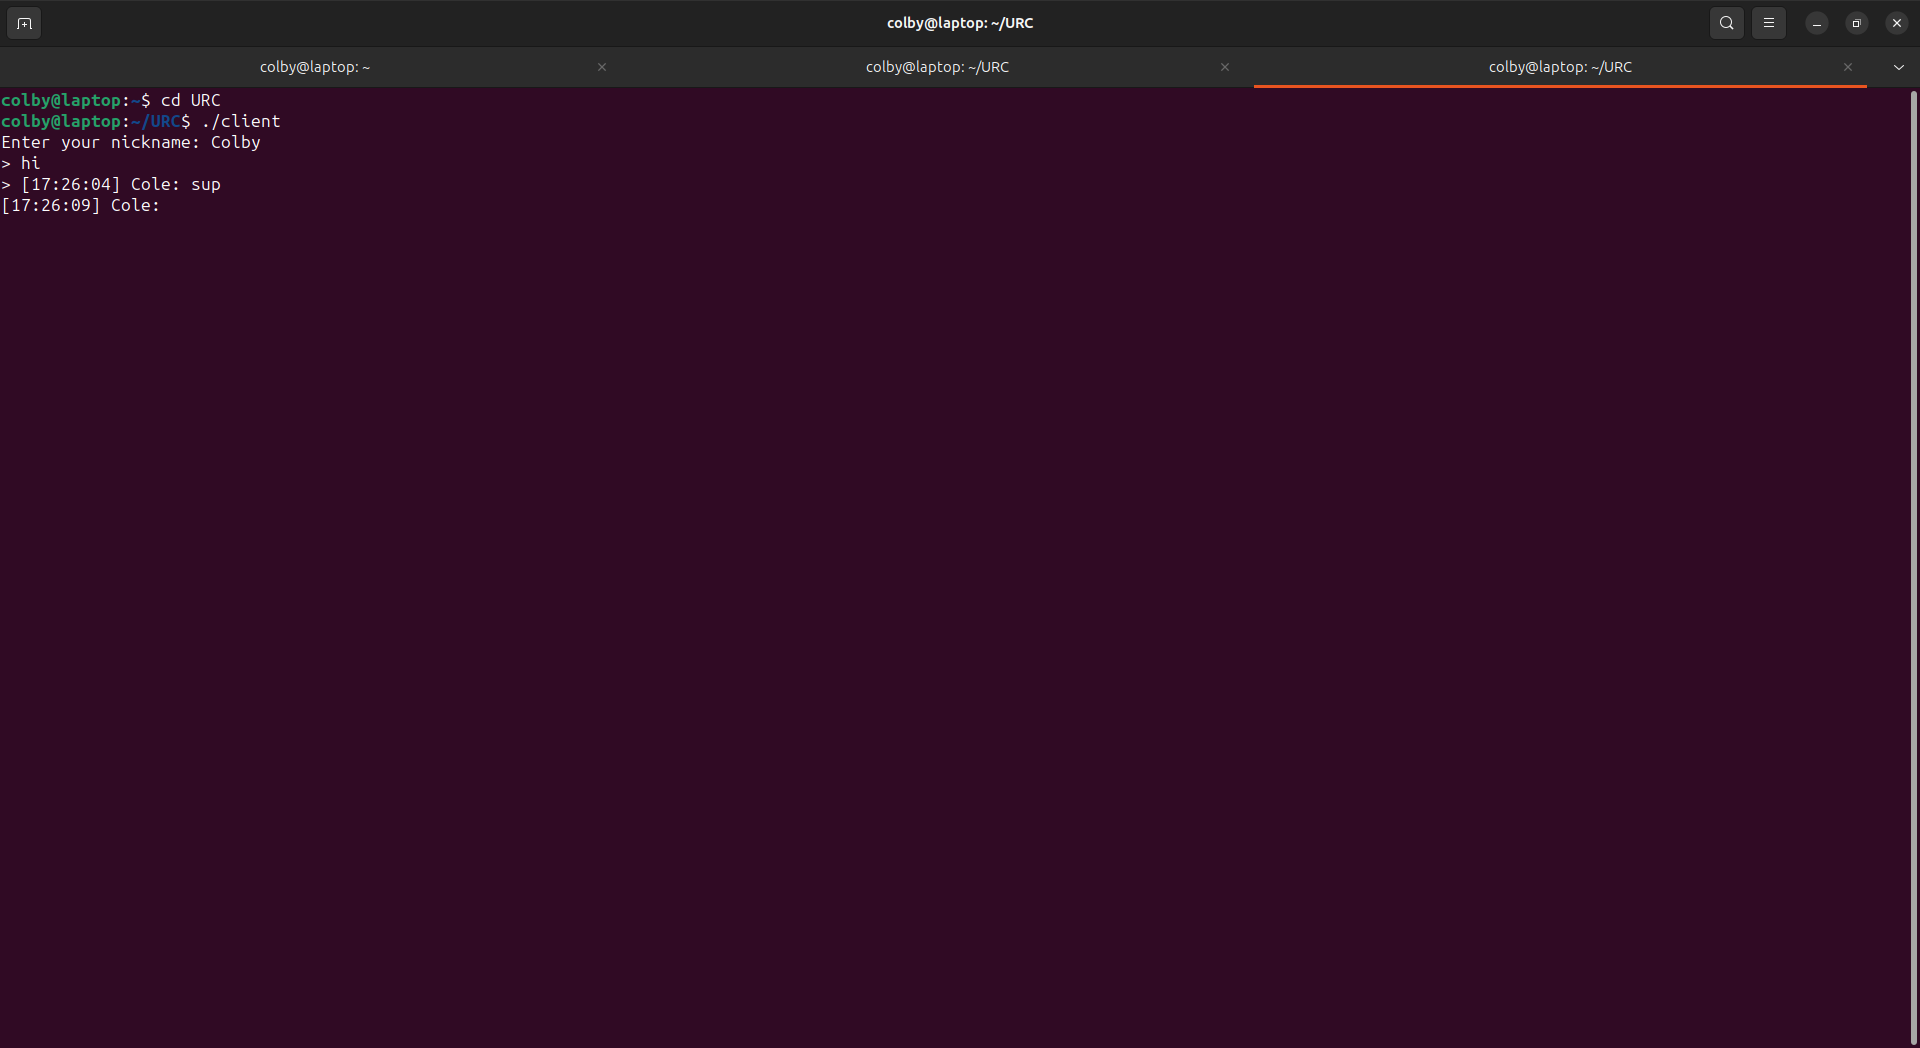 colby@laptop: ~/URC
colby@laptop: ~
colby@laptop: ~/URC
colby@laptop: ~/URC
colby@laptop:~$ cd URC
colby@laptop:~/URC$ ./client
Enter your nickname: Colby
> hi
> [17:26:04] Cole: sup
[17:26:09] Cole: